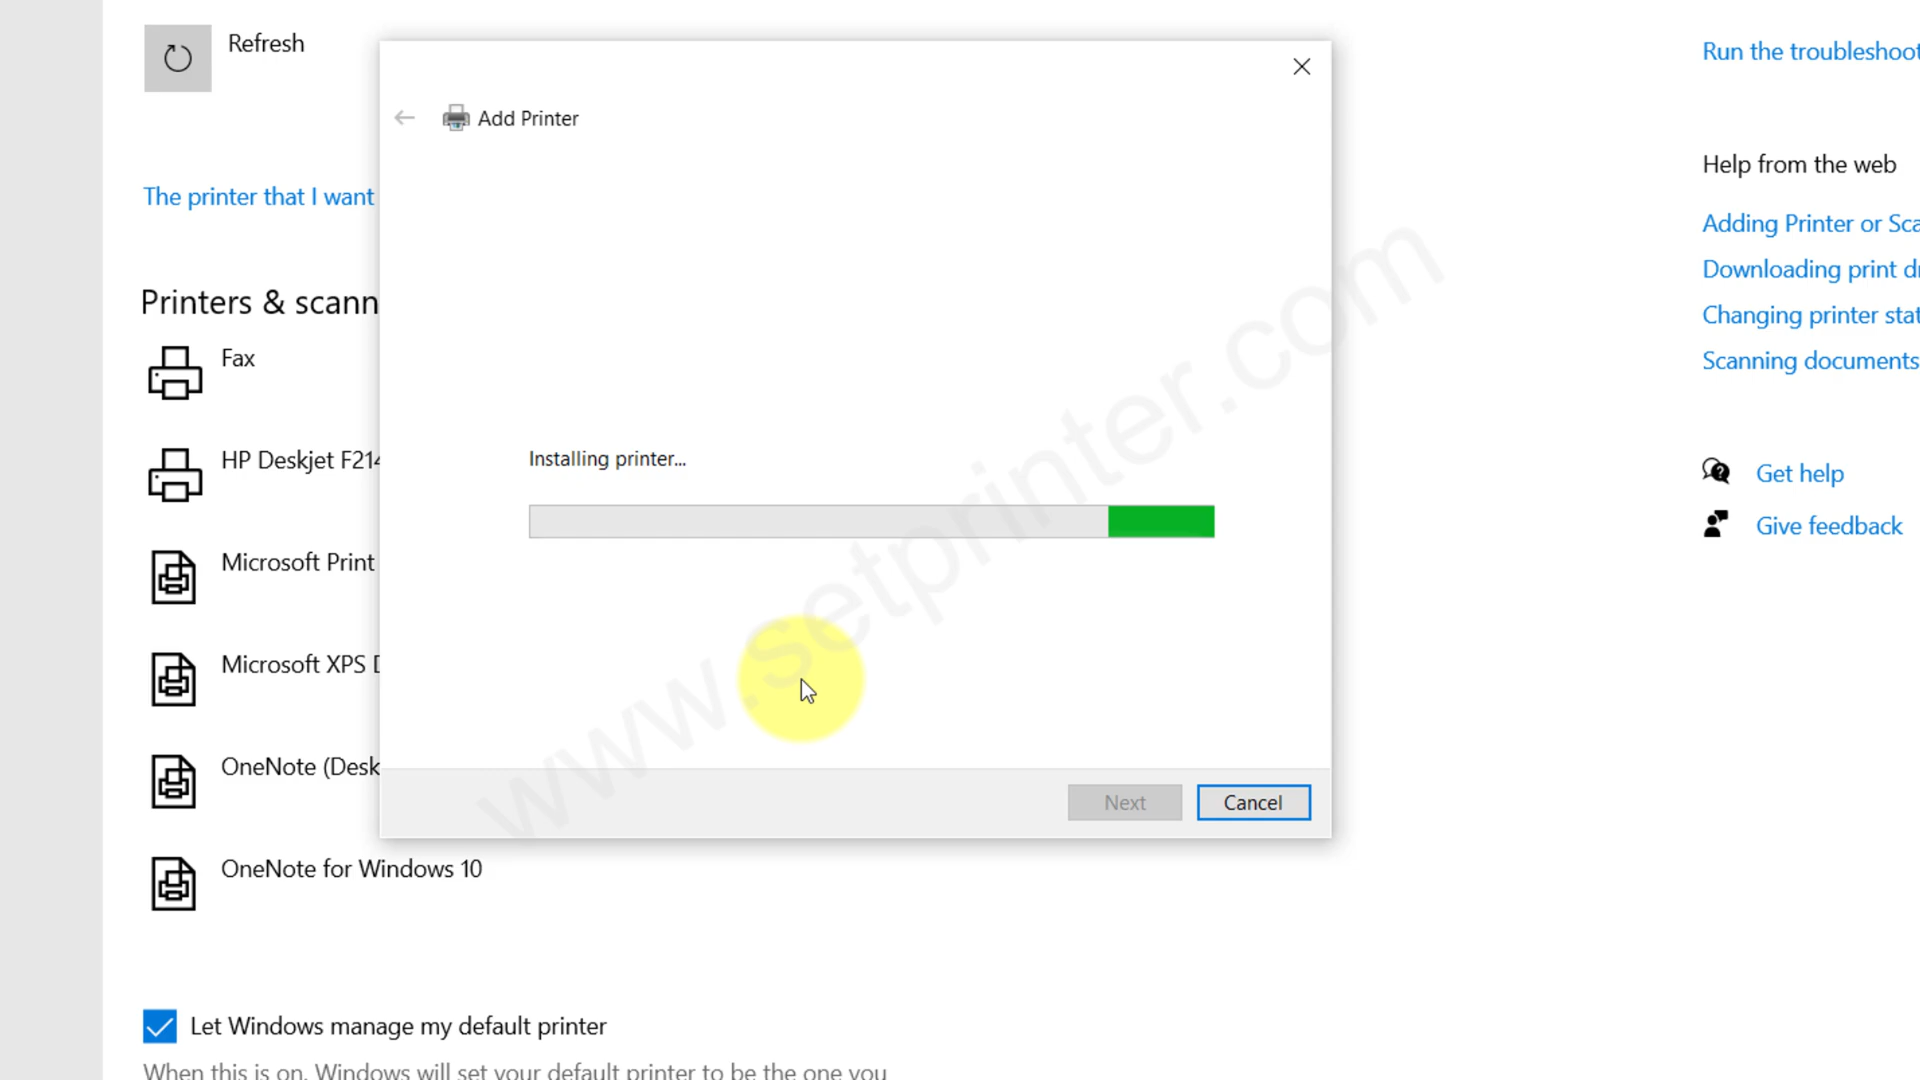 Refresh
Run the troubleshoot
Add Printer
Help from the web
The printer that I want
Adding Printer or Sca
Downloading print d
Printers & scann
Changing printer stat
Fax
Scanning documents
HP Deskjet F214
Installing printer...
Get help
Give feedback
Microsoft Print
Microsoft XPS D
OneNote (Desk
Next
Cancel
OneNote for Windows 10
Let Windows manage my default printer
When this is on, Windows will set your default printer to be the one you
www.setprinter.com